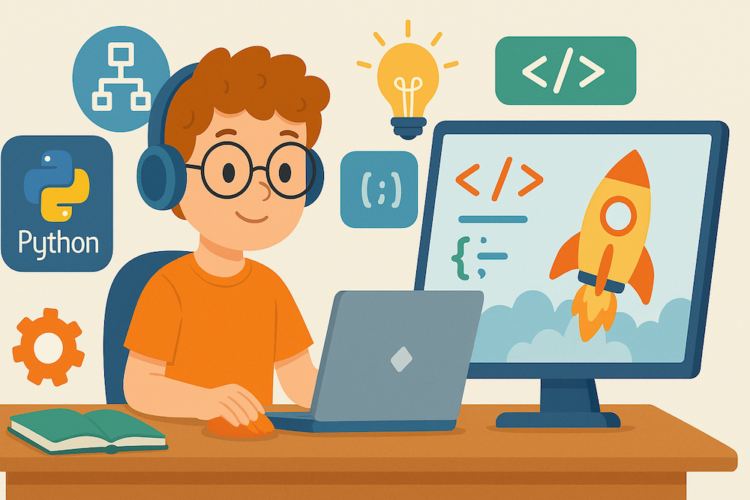 </>
(;)
Python
</>
{:-